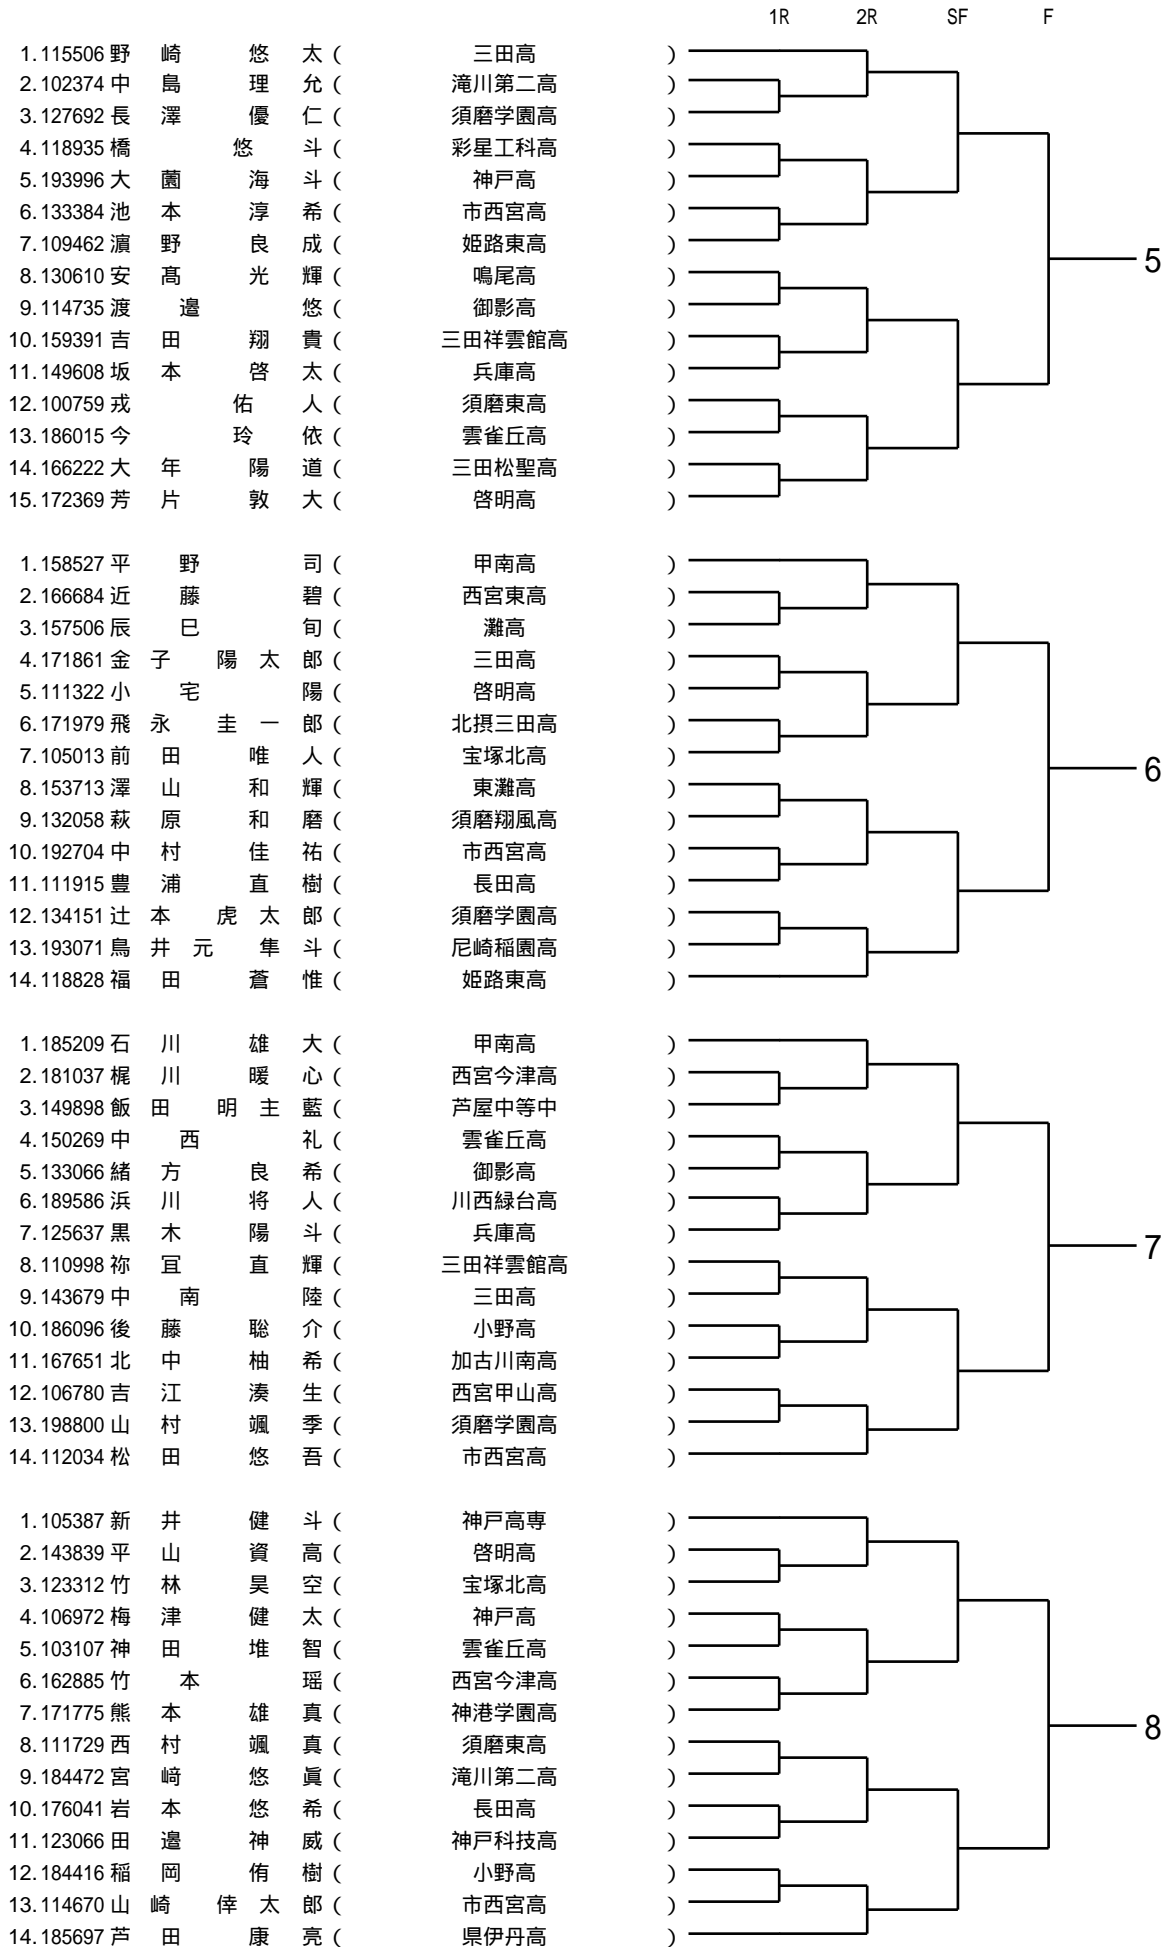 1R 2R SF F
1.115506 野崎 悠太 ( 三田高 )
2.102374 中島 理允 ( 滝川第二高 )
3.127692 長澤 優仁 ( 須磨学園高 )
4.118935 橋 悠斗 ( 彩星工科高 )
5.193996 大薗 海斗 ( 神戸高 )
6.133384 池本 淳希 ( 市西宮高 )
7.109462 濵野 良成 ( 姫路東高 )
8.130610 安髙 光輝 ( 鳴尾高 )
9.114735 渡邉 悠 ( 御影高 )
10.159391 吉田 翔貴 ( 三田祥雲館高 )
11.149608 坂本 啓太 ( 兵庫高 )
12.100759 戎 佑人 ( 須磨東高 )
13.186015 今 玲依 ( 雲雀丘高 )
14.166222 大年 陽道 ( 三田松聖高 )
15.172369 芳片 敦大 ( 啓明高 )
5
1.158527 平野 司 ( 甲南高 )
2.166684 近藤 碧 ( 西宮東高 )
3.157506 辰巳 旬 ( 灘高 )
4.171861 金子 陽太郎 ( 三田高 )
5.111322 小宅 陽 ( 啓明高 )
6.171979 飛永 圭一郎 ( 北摂三田高 )
7.105013 前田 唯人 ( 宝塚北高 )
8.153713 澤山 和輝 ( 東灘高 )
9.132058 萩原 和磨 ( 須磨翔風高 )
10.192704 中村 佳祐 ( 市西宮高 )
11.111915 豊浦 直樹 ( 長田高 )
12.134151 辻本 虎太郎 ( 須磨学園高 )
13.193071 鳥井元 隼斗 ( 尼崎稲園高 )
14.118828 福田 蒼惟 ( 姫路東高 )
6
1.185209 石川 雄大 ( 甲南高 )
2.181037 梶川 暖心 ( 西宮今津高 )
3.149898 飯田 明主藍 ( 芦屋中等中 )
4.150269 中西 礼 ( 雲雀丘高 )
5.133066 緒方 良希 ( 御影高 )
6.189586 浜川 将人 ( 川西緑台高 )
7.125637 黒木 陽斗 ( 兵庫高 )
8.110998 祢冝 直輝 ( 三田祥雲館高 )
9.143679 中南 陸 ( 三田高 )
10.186096 後藤 聡介 ( 小野高 )
11.167651 北中 柚希 ( 加古川南高 )
12.106780 吉江 湊生 ( 西宮甲山高 )
13.198800 山村 颯季 ( 須磨学園高 )
14.112034 松田 悠吾 ( 市西宮高 )
7
1.105387 新井 健斗 ( 神戸高専 )
2.143839 平山 資高 ( 啓明高 )
3.123312 竹林 昊空 ( 宝塚北高 )
4.106972 梅津 健太 ( 神戸高 )
5.103107 神田 堆智 ( 雲雀丘高 )
6.162885 竹本 瑶 ( 西宮今津高 )
7.171775 熊本 雄真 ( 神港学園高 )
8.111729 西村 颯真 ( 須磨東高 )
9.184472 宮﨑 悠眞 ( 滝川第二高 )
10.176041 岩本 悠希 ( 長田高 )
11.123066 田邉 神威 ( 神戸科技高 )
12.184416 稲岡 侑樹 ( 小野高 )
13.114670 山崎 倖太郎 ( 市西宮高 )
14.185697 芦田 康亮 ( 県伊丹高 )
8